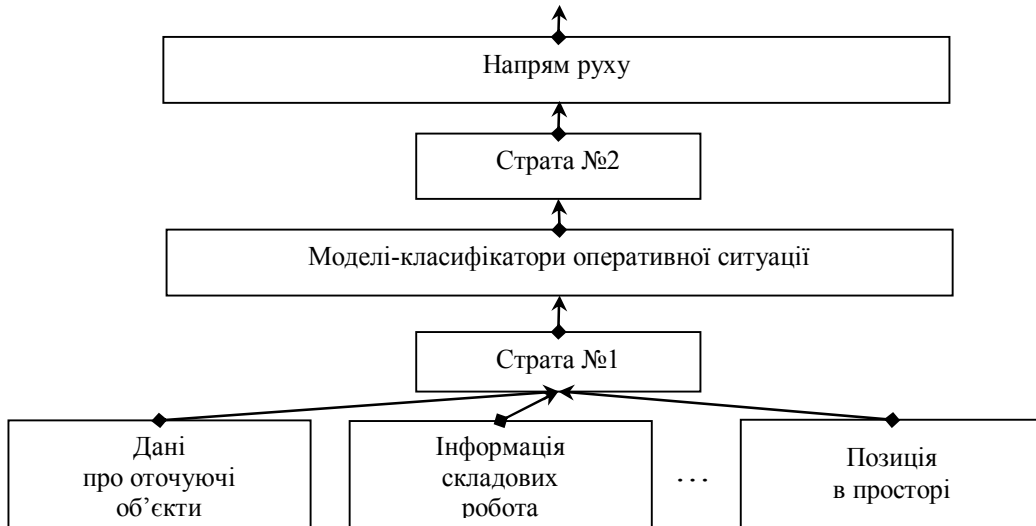 Напрям руху
Страта №2
Моделі-класифікатори оперативної ситуації
Страта №1
Дані
про оточуючі
об’єкти
Інформація
складових
робота
…
Позиція
в просторі